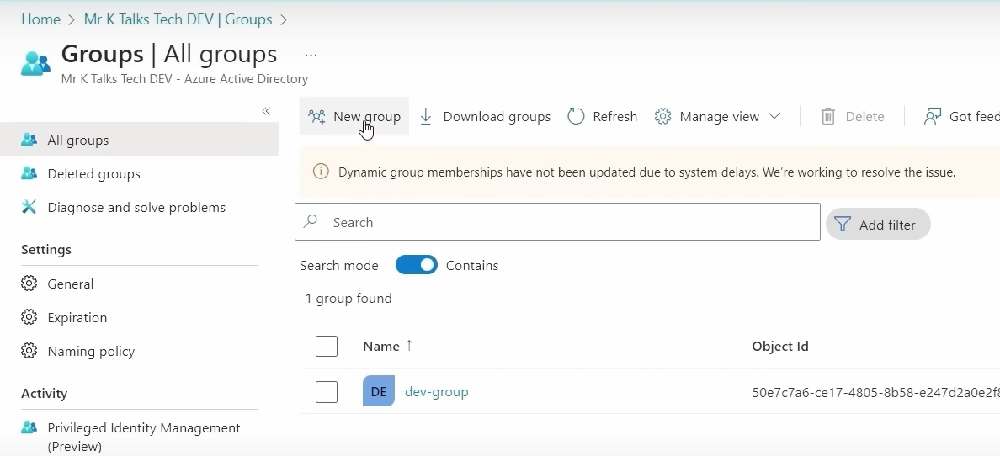 Home > Mr K Talks Tech DEV | Groups >
Groups | All groups ...
Mr K Talks Tech DEV - Azure Active Directory
«
All groups
Deleted groups
Diagnose and solve problems
Settings
General
Expiration
Naming policy
Activity
Privileged Identity Management
(Preview)
New group Download groups Refresh Manage view Delete Got feed
Dynamic group memberships have not been updated due to system delays. We're working to resolve the issue.
Search Add filter
Search mode Contains
1 group found
Name ↑ Object Id
DE dev-group 50e7c7a6-ce17-4805-8b58-e247d2a0e2f8